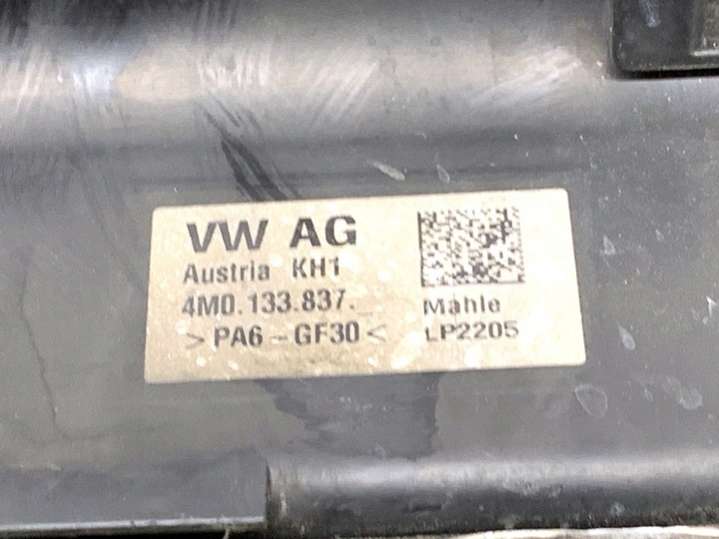 VW AG
Austria KH1
4M0.133.837._
>PA6-GF30<
Mahle
LP2205